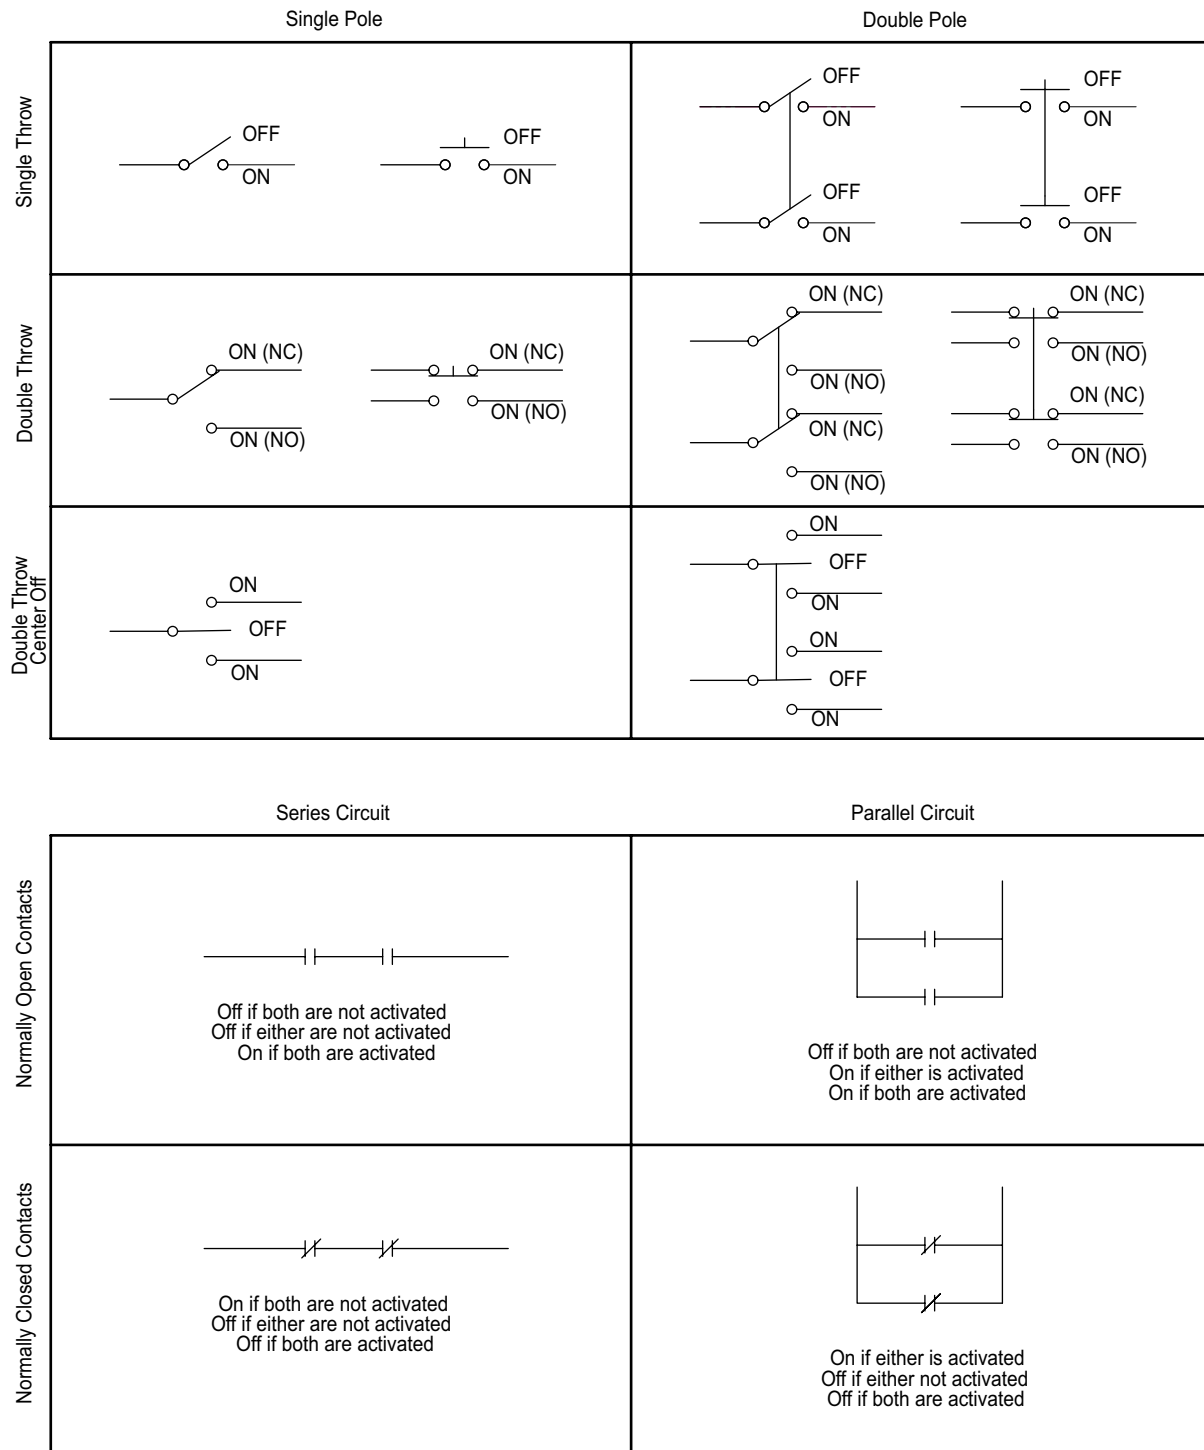 Single Pole
Double Pole
Single Throw
OFF
ON
OFF
ON
OFF
ON
OFF
ON
OFF
ON
OFF
ON
Double Throw
ON (NC)
ON (NO)
ON (NC)
ON (NO)
ON (NC)
ON (NO)
ON (NC)
ON (NO)
ON (NC)
ON (NO)
ON (NC)
ON (NO)
Double Throw
Center Off
ON
OFF
ON
ON
OFF
ON
ON
OFF
ON
Series Circuit
Parallel Circuit
Normally Open Contacts
Off if both are not activated
Off if either are not activated
On if both are activated
Off if both are not activated
On if either is activated
On if both are activated
Normally Closed Contacts
On if both are not activated
Off if either are not activated
Off if both are activated
On if either is activated
Off if either not activated
Off if both are activated